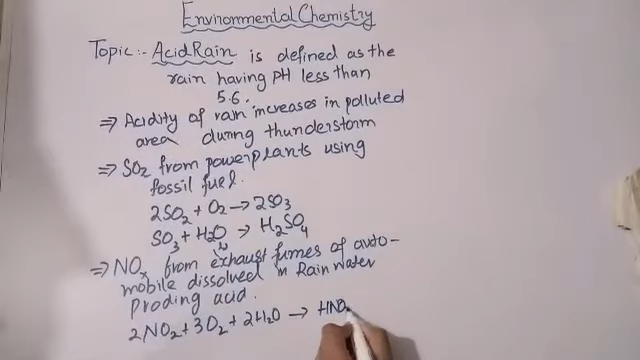 Environmental Chemistry
Topic :- Acid Rain is defined as the
rain having PH less than
5.6.
⇒ Acidity of rain increases in polluted
area during thunderstorm
⇒ SO₂ from powerplants using
fossil fuel.
2SO₂ + O₂ → 2SO₃
SO₃ + H₂O → H₂SO₄
⇒ NOx from exhaust fumes of auto-
mobile dissolved in Rain water
Proding acid.
2NO₂ + 3O₂ + 2H₂O → HNO